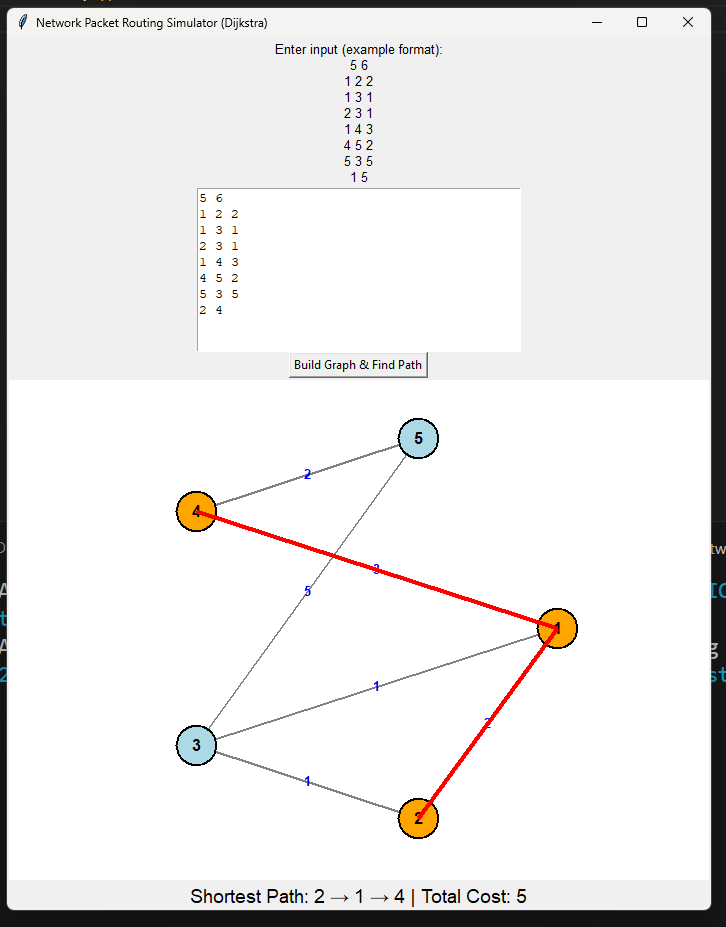 Network Packet Routing Simulator (Dijkstra)
Enter input (example format):
5 6
1 2 2
1 3 1
2 3 1
1 4 3
4 5 2
5 3 5
1 5
5 6
1 2 2
1 3 1
2 3 1
1 4 3
4 5 2
5 3 5
2 4
Build Graph & Find Path
5
2
4
3
5
1
1
2
3
1
2
Shortest Path: 2 → 1 → 4 | Total Cost: 5